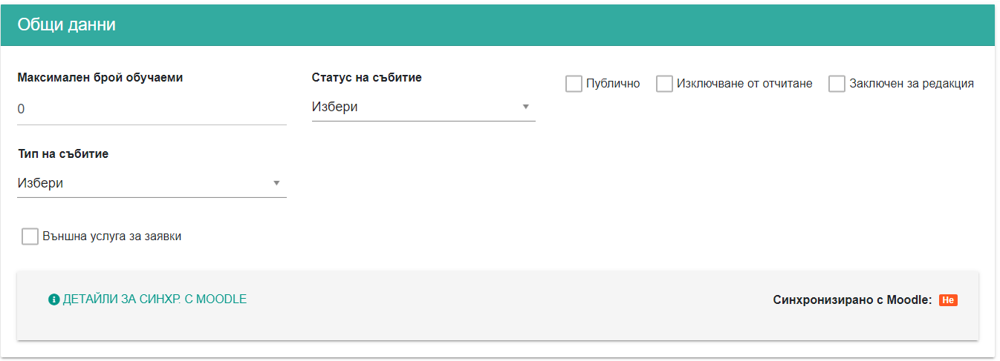 Общи данни
Максимален брой обучаеми
0
Статус на събитие
Избери
Публично
Изключване от отчитане
Заключен за редакция
Тип на събитие
Избери
Външна услуга за заявки
ДЕТАЙЛИ ЗА СИНХР. С MOODLE
Синхронизирано с Moodle: Не